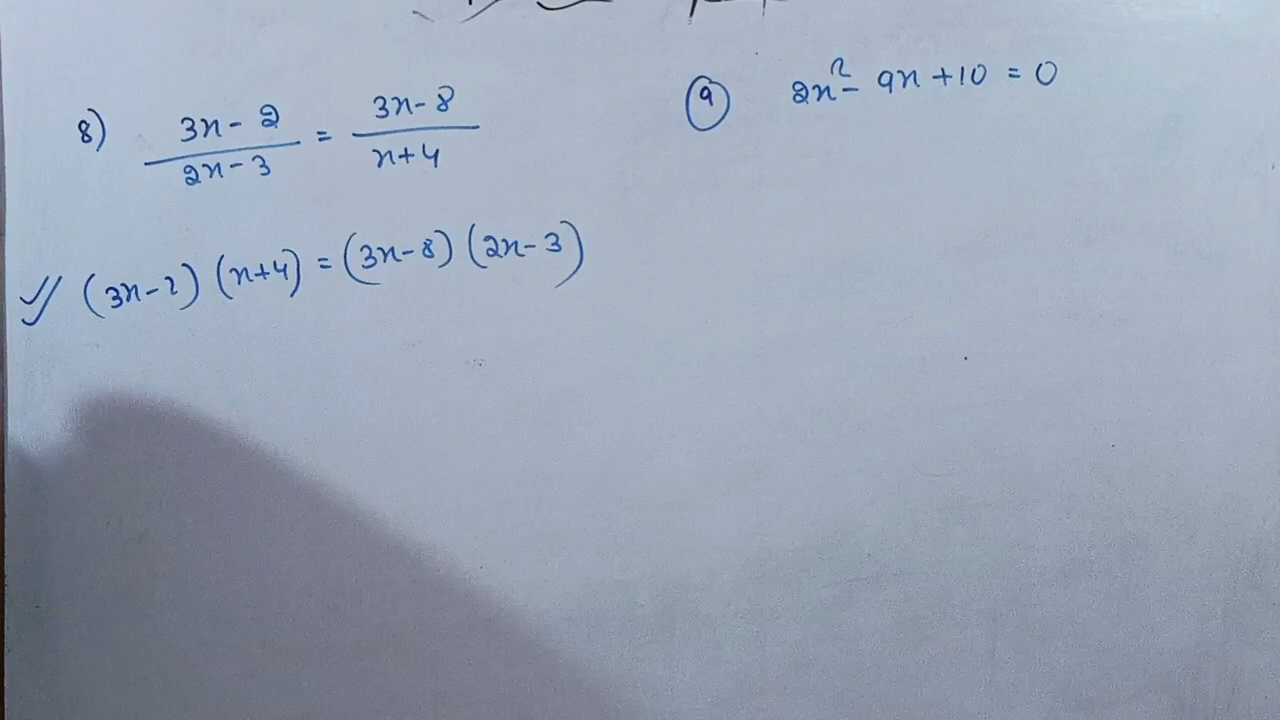 8) (3x - 2)/(2x - 3) = (3x - 8)/(x + 4)
(3x - 2) (x + 4) = (3x - 8) (2x - 3)
9 2x² - 9x + 10 = 0